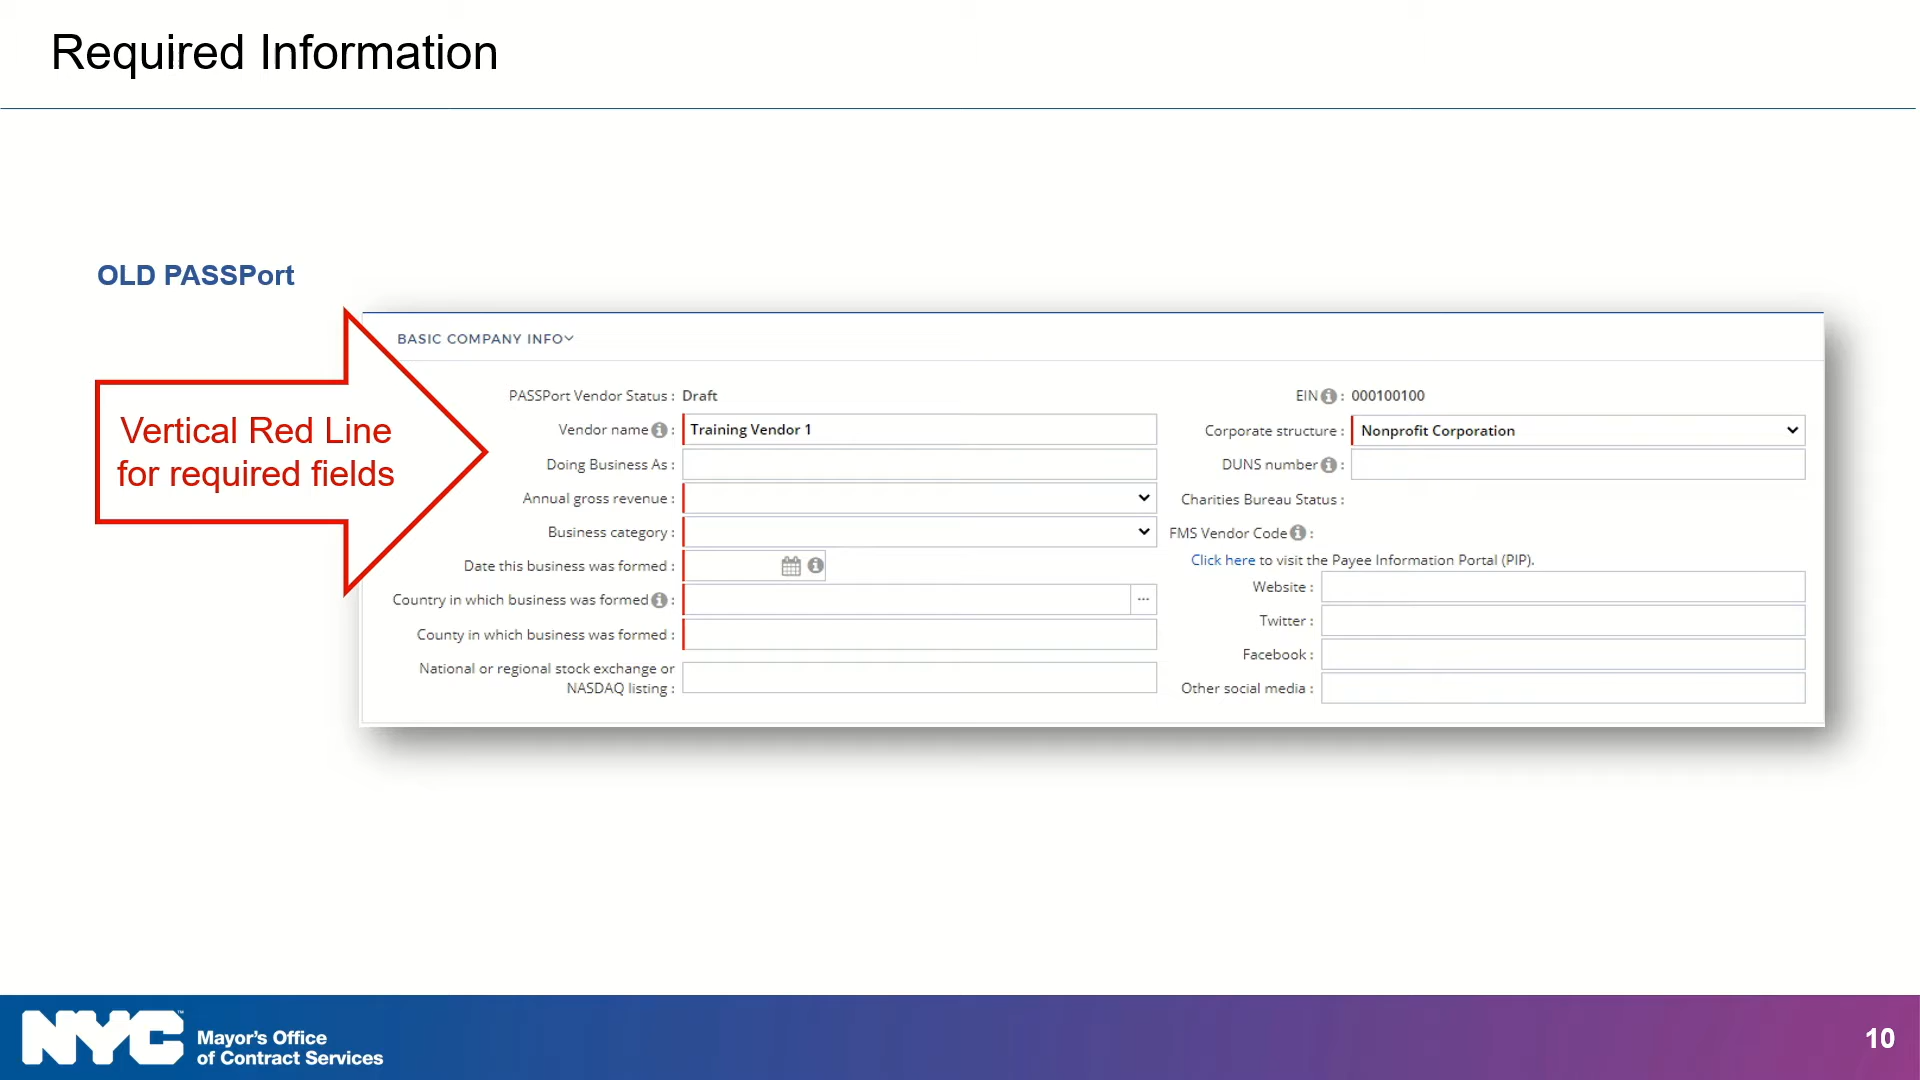 Required Information
OLD PASSPort
Vertical Red Line
for required fields
BASIC COMPANY INFO
PASSPort Vendor Status : Draft
Vendor name : Training Vendor 1
Doing Business As :
Annual gross revenue :
Business category :
Date this business was formed :
Country in which business was formed :
County in which business was formed :
National or regional stock exchange or
NASDAQ listing :
EIN : 000100100
Corporate structure : Nonprofit Corporation
DUNS number :
Charities Bureau Status :
FMS Vendor Code :
Click here to visit the Payee Information Portal (PIP).
Website :
Twitter :
Facebook :
Other social media :
NYC™
Mayor's Office
of Contract Services
10